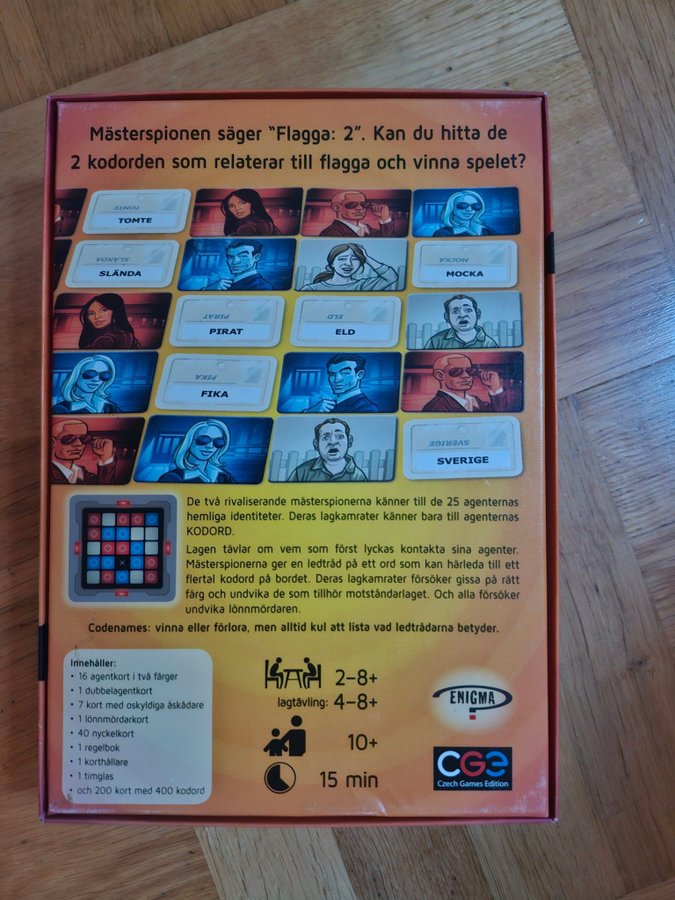 Mästerspionen säger "Flagga: 2". Kan du hitta de
2 kodorden som relaterar till flagga och vinna spelet?
TOMTE
TOMTE
SLÄNDA
SLÄNDA
MOCKA
MOCKA
PIRAT
PIRAT
ELD
ELD
FIKA
FIKA
SVERIGE
SVERIGE
De två rivaliserande mästerspionerna känner till de 25 agenternas
hemliga identiteter. Deras lagkamrater känner bara till agenternas
KODORD.
Lagen tävlar om vem som först lyckas kontakta sina agenter.
Mästerspionerna ger en ledtråd på ett ord som kan härleda till ett
flertal kodord på bordet. Deras lagkamrater försöker gissa på rätt
färg och undvika de som tillhör motståndarlaget. Och alla försöker
undvika lönnmördaren.
Codenames: vinna eller förlora, men alltid kul att lista vad ledtrådarna betyder.
Innehåller:
• 16 agentkort i två färger
• 1 dubbelagentkort
• 7 kort med oskyldiga åskådare
• 1 lönnmördarkort
• 40 nyckelkort
• 1 regelbok
• 1 korthållare
• 1 timglas
• och 200 kort med 400 kodord
2–8+
lagtävling: 4–8+
10+
15 min
ENIGMA
CGE
Czech Games Edition